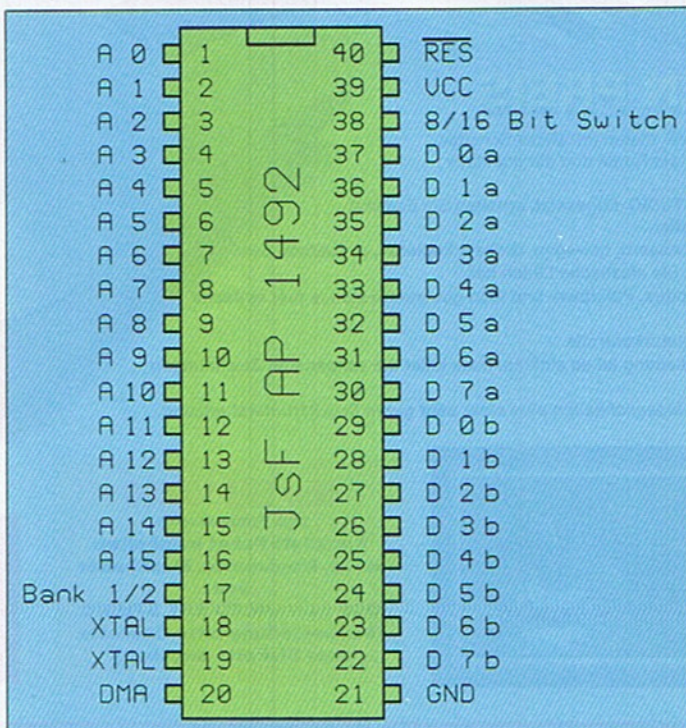 A 0 1 40 RES
A 1 2 39 VCC
A 2 3 38 8/16 Bit Switch
A 3 4 37 D 0a
A 4 5 36 D 1a
A 5 6 35 D 2a
A 6 7 34 D 3a
A 7 8 33 D 4a
A 8 9 32 D 5a
A 9 10 31 D 6a
A 10 11 30 D 7a
A 11 12 29 D 0b
A 12 13 28 D 1b
A 13 14 27 D 2b
A 14 15 26 D 3b
A 15 16 25 D 4b
Bank 1/2 17 24 D 5b
XTAL 18 23 D 6b
XTAL 19 22 D 7b
DMA 20 21 GND
JsF AP 1492